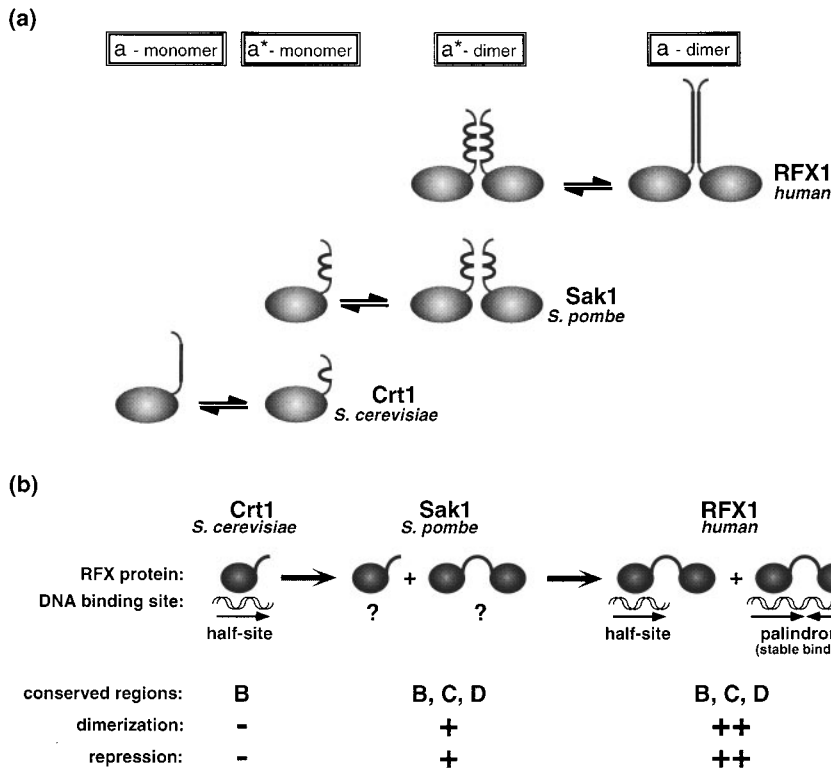 (a)
a - monomer a* - monomer a* - dimer a - dimer
RFX1
human
Sak1
S. pombe
Crt1
S. cerevisiae
(b)
Crt1 Sak1 RFX1
S. cerevisiae S. pombe human
RFX protein: + +
DNA binding site: ? ?
half-site half-site palindrom
(stable bind
conserved regions: B B, C, D B, C, D
dimerization: - + ++
repression: - + ++